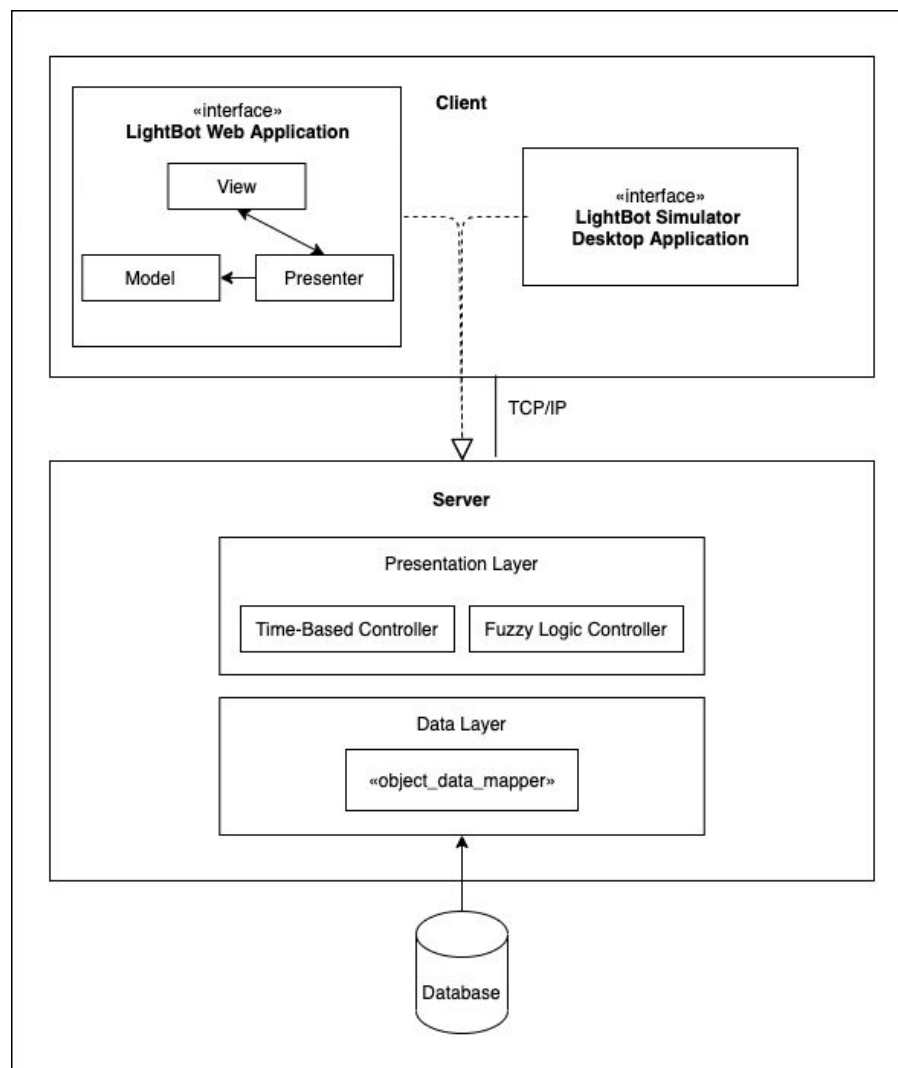 Client
«interface»
LightBot Web Application
View
Model
Presenter
«interface»
LightBot Simulator
Desktop Application
TCP/IP
Server
Presentation Layer
Time-Based Controller
Fuzzy Logic Controller
Data Layer
«object_data_mapper»
Database